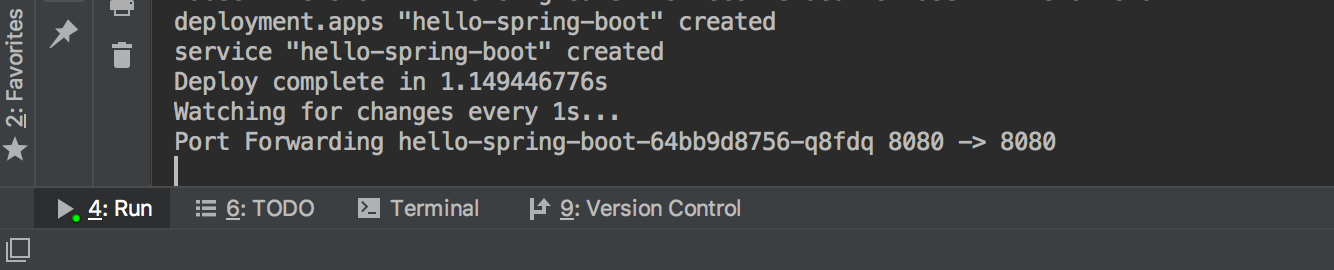 deployment.apps "hello-spring-boot" created
service "hello-spring-boot" created
Deploy complete in 1.149446776s
Watching for changes every 1s...
Port Forwarding hello-spring-boot-64bb9d8756-q8fdq 8080 -> 8080
2: Favorites
4: Run
6: TODO
Terminal
9: Version Control